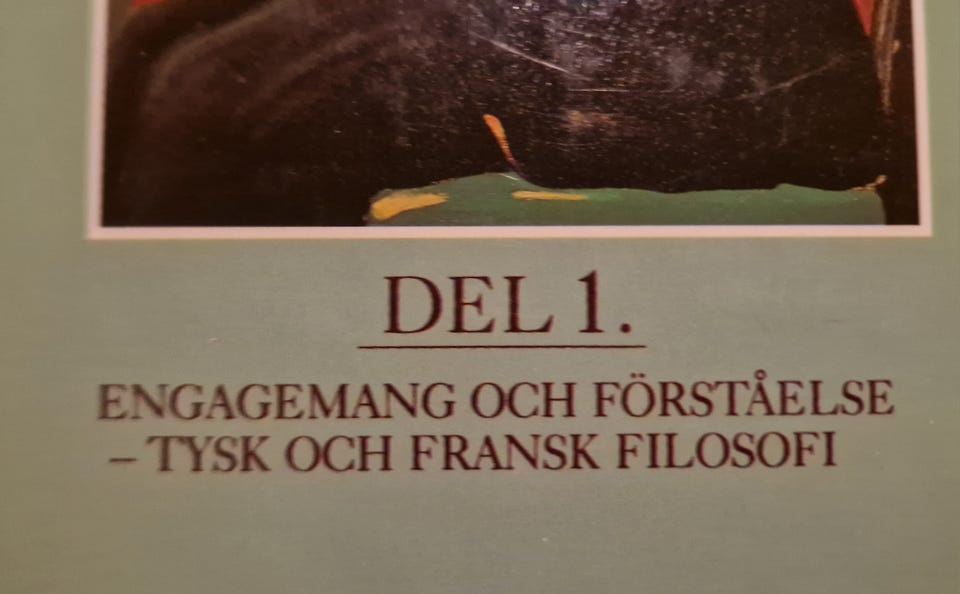 DEL 1.
ENGAGEMANG OCH FÖRSTÅELSE
– TYSK OCH FRANSK FILOSOFI